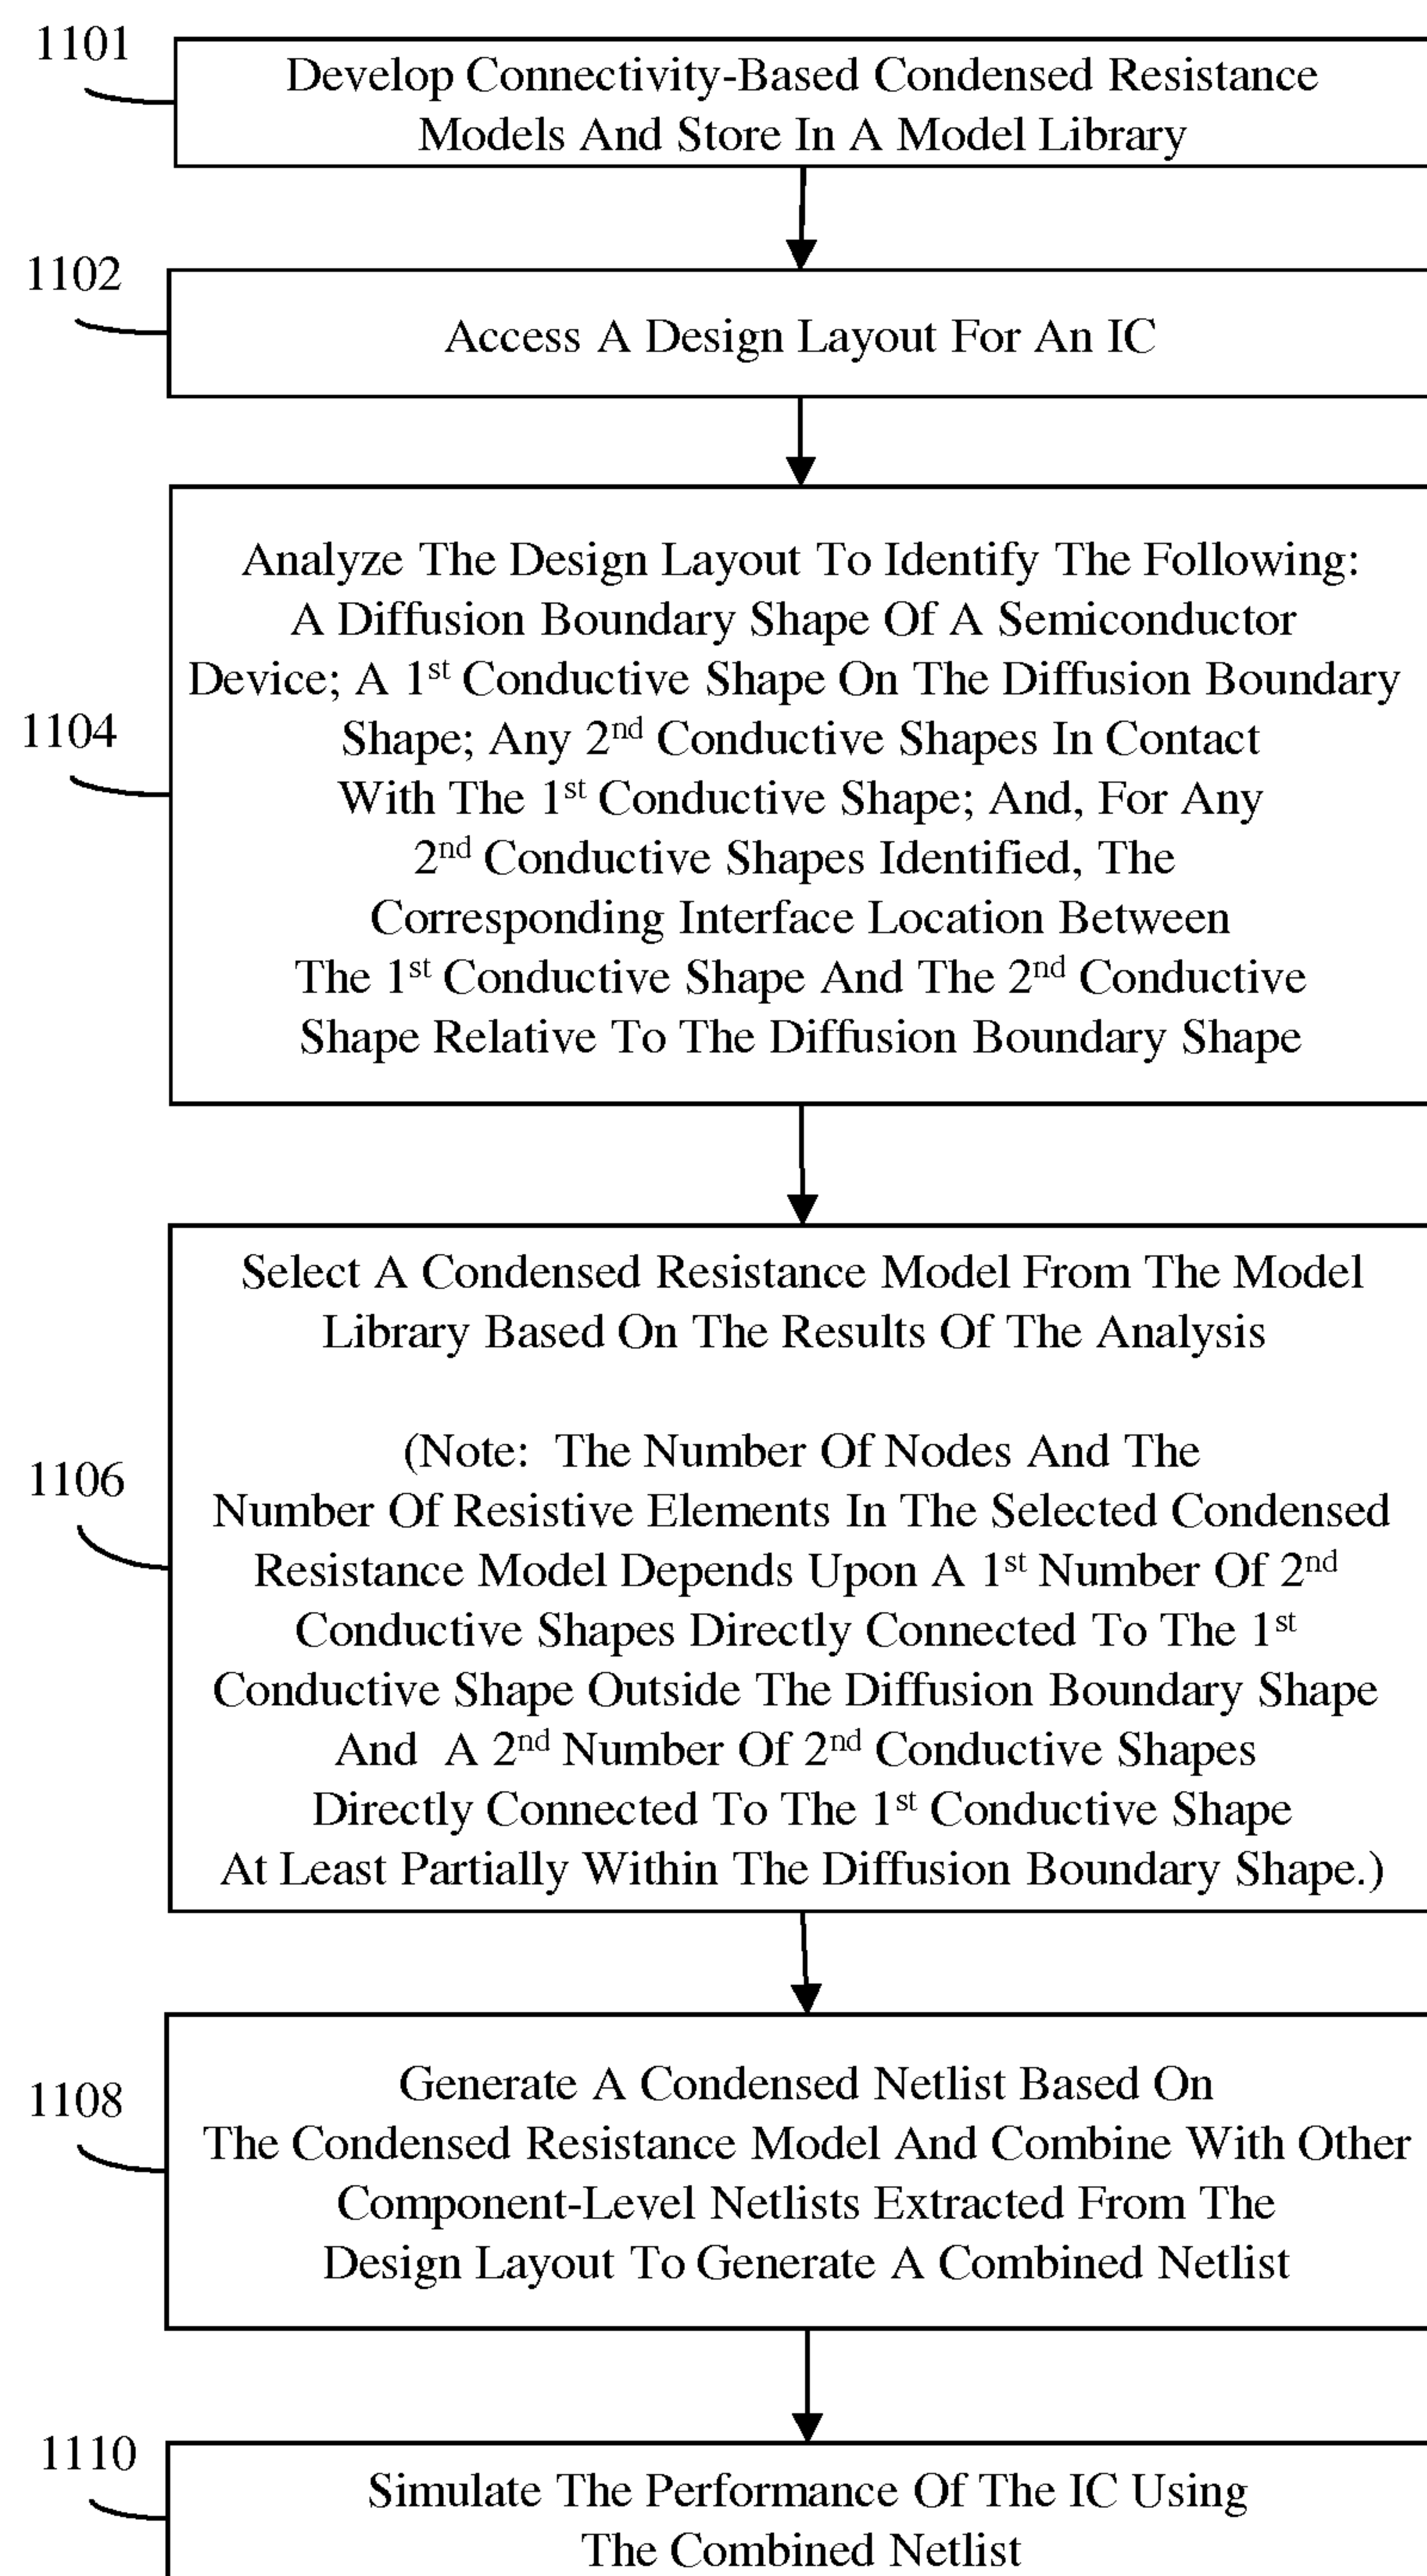 1101
Develop Connectivity-Based Condensed Resistance
Models And Store In A Model Library
1102
Access A Design Layout For An IC
1104
Analyze The Design Layout To Identify The Following:
A Diffusion Boundary Shape Of A Semiconductor
Device; A 1st Conductive Shape On The Diffusion Boundary
Shape; Any 2nd Conductive Shapes In Contact
With The 1st Conductive Shape; And, For Any
2nd Conductive Shapes Identified, The
Corresponding Interface Location Between
The 1st Conductive Shape And The 2nd Conductive
Shape Relative To The Diffusion Boundary Shape
1106
Select A Condensed Resistance Model From The Model
Library Based On The Results Of The Analysis
(Note: The Number Of Nodes And The
Number Of Resistive Elements In The Selected Condensed
Resistance Model Depends Upon A 1st Number Of 2nd
Conductive Shapes Directly Connected To The 1st
Conductive Shape Outside The Diffusion Boundary Shape
And A 2nd Number Of 2nd Conductive Shapes
Directly Connected To The 1st Conductive Shape
At Least Partially Within The Diffusion Boundary Shape.)
1108
Generate A Condensed Netlist Based On
The Condensed Resistance Model And Combine With Other
Component-Level Netlists Extracted From The
Design Layout To Generate A Combined Netlist
1110
Simulate The Performance Of The IC Using
The Combined Netlist